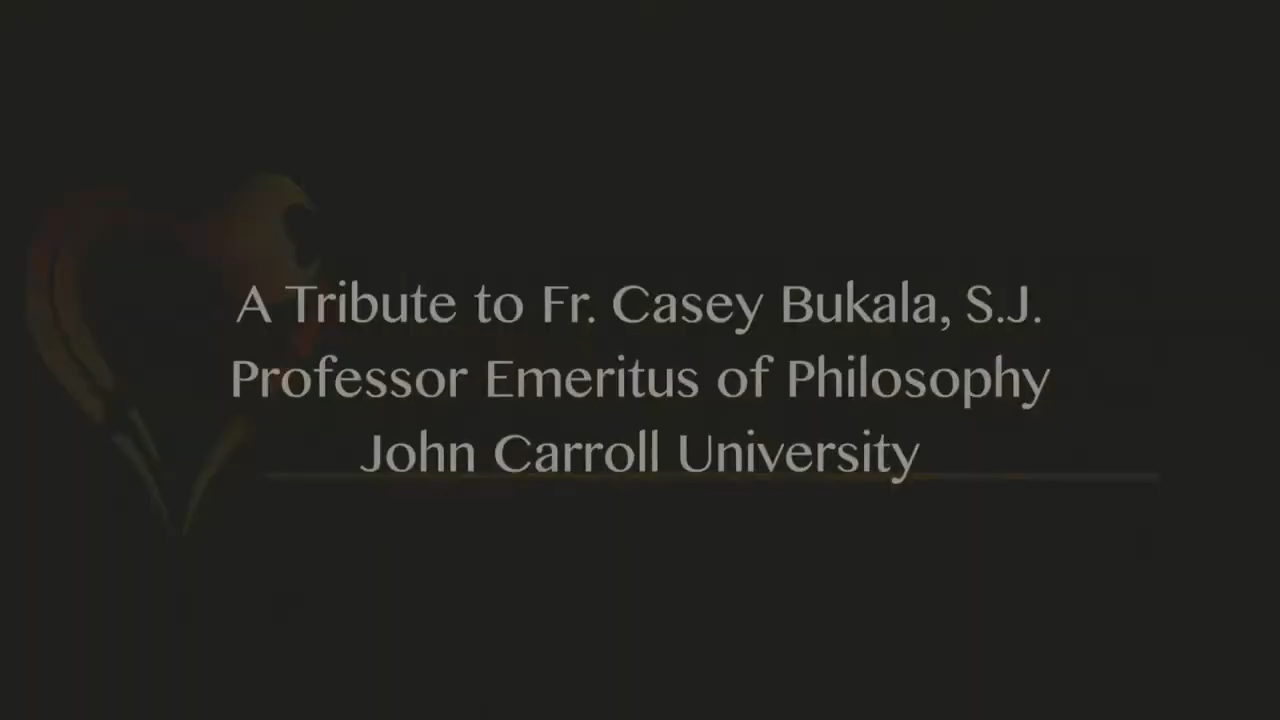 A Tribute to Fr. Casey Bukala, S.J.
Professor Emeritus of Philosophy
John Carroll University